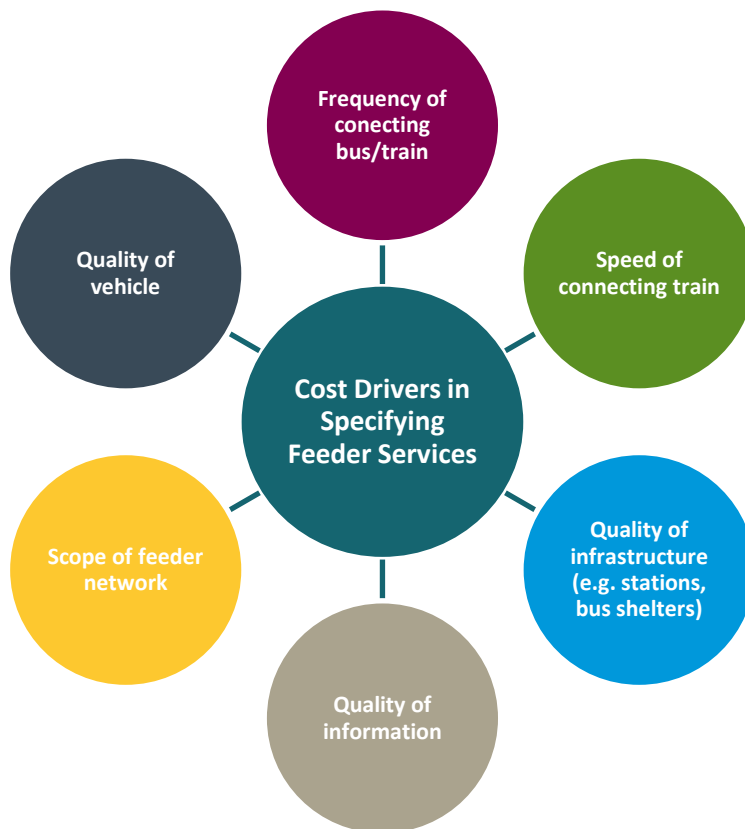 Frequency of
conecting
bus/train
Quality of
vehicle
Speed of
connecting train
Cost Drivers in
Specifying
Feeder Services
Scope of feeder
network
Quality of
infrastructure
(e.g. stations,
bus shelters)
Quality of
information